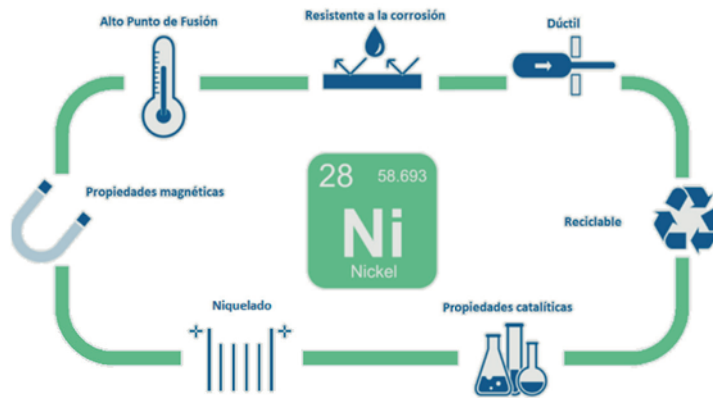 Alto Punto de Fusión
Resistente a la corrosión
Dúctil
Propiedades magnéticas
28 58.693
Ni
Nickel
Reciclable
Niquelado
Propiedades catalíticas